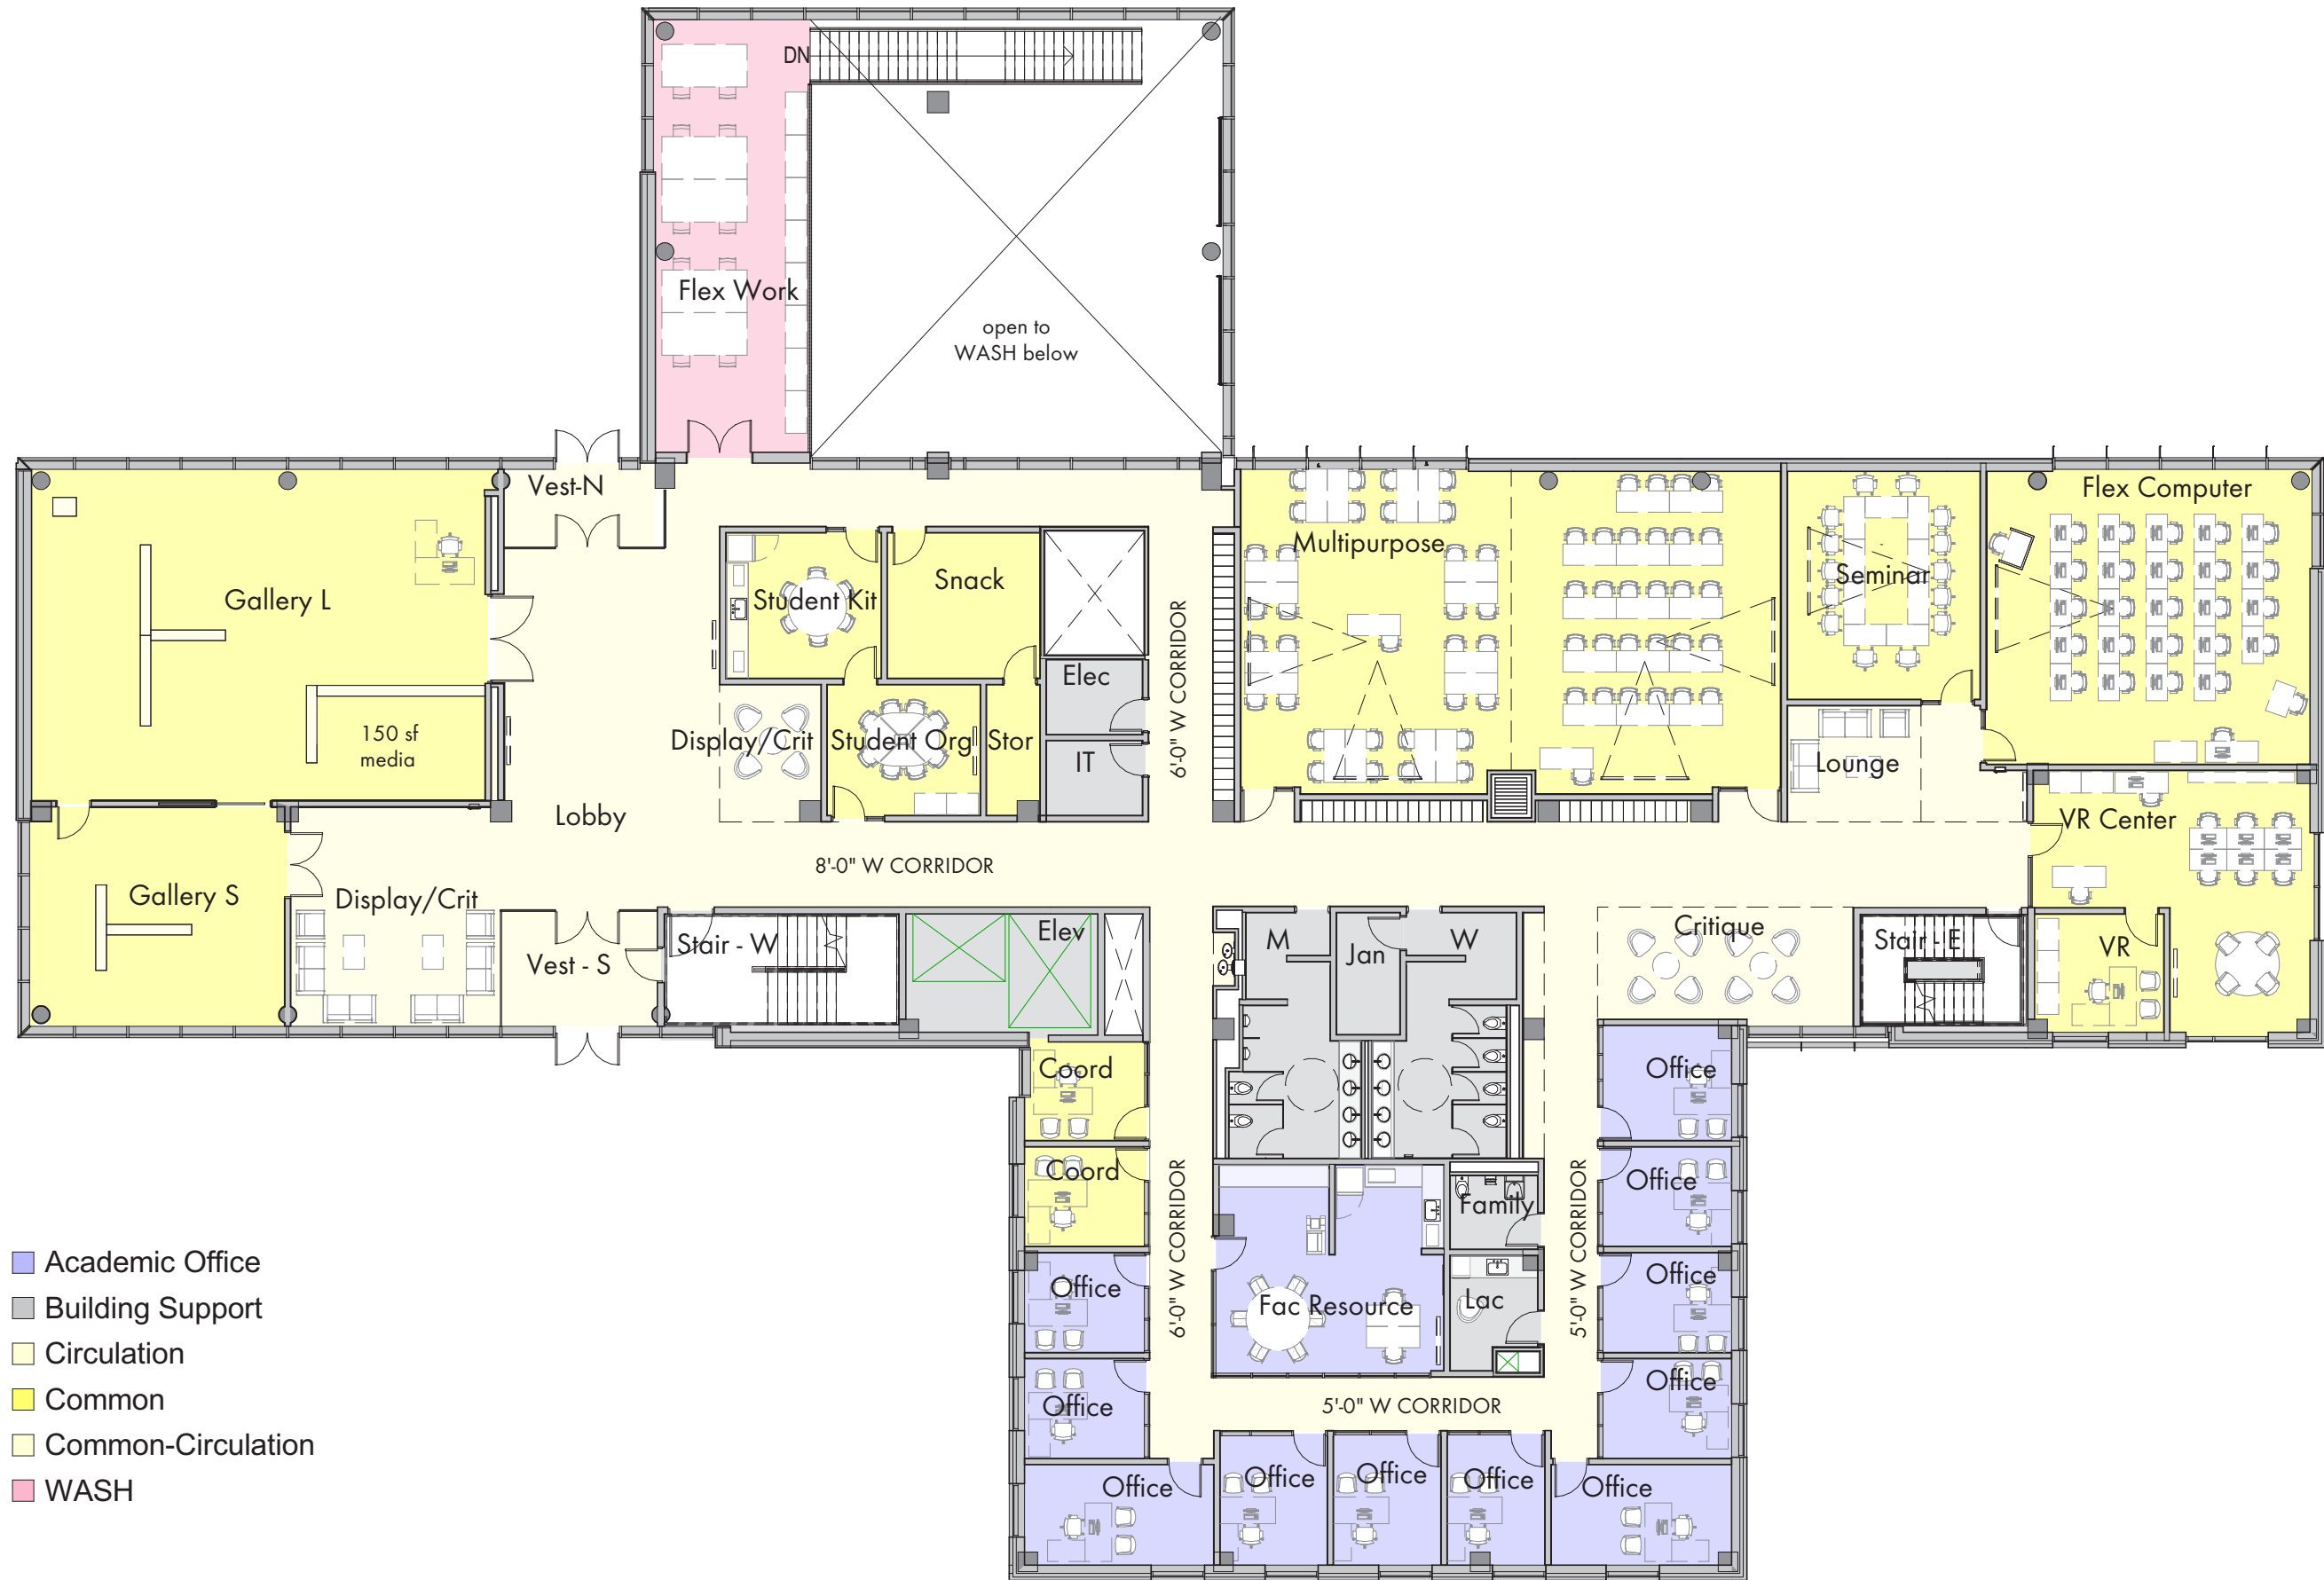 DN
Flex Work
open to
WASH below
Vest-N
Flex Computer
Multipurpose
Seminar
Gallery L
Student Kit
Snack
Elec
6'-0" W CORRIDOR
150 sf
media
Display/Crit
Student Org
Stor
IT
Lounge
Lobby
VR Center
8'-0" W CORRIDOR
Gallery S
Display/Crit
Vest - S
Stair - W
Elev
M
Jan
W
Critique
Stair - E
VR
Coord
Office
Coord
6'-0" W CORRIDOR
Family
5'-0" W CORRIDOR
Office
Office
Fac Resource
Lac
Office
Office
5'-0" W CORRIDOR
Office
Office
Office
Office
Office
Office
Academic Office
Building Support
Circulation
Common
Common-Circulation
WASH